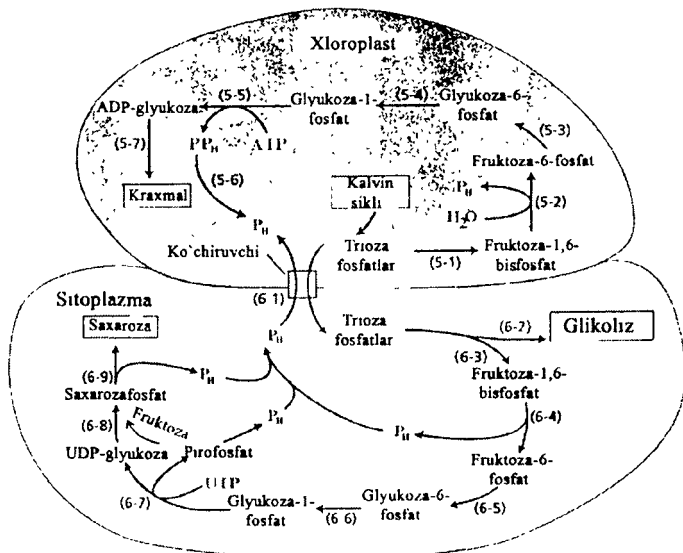 Xloroplast
ADP-glyukoza
(5-5)
Glyukoza-1-
fosfat
(5-4)
Glyukoza-6-
fosfat
(5-7)
PPн
ATP
(5-3)
Fruktoza-6-fosfat
(5-6)
Kraxmal
Kalvin
sikli
Pн
H₂O
(5-2)
Pн
Ko`chiruvchi
Trioza
fosfatlar
(5-1)
Fruktoza-1,6-
bisfosfat
Sitoplazma
(6-1)
Saxaroza
Pн
Trioza
fosfatlar
(6-2)
Glikoliz
(6-3)
(6-9)
Pн
Fruktoza-1,6-
bisfosfat
Saxarozafosfat
(6-4)
(6-8)
Fruktoza
Pн
Pн
UDP-glyukoza
Pirofosfat
Fruktoza-6-
fosfat
UTP
(6-7)
Glyukoza-1-
fosfat
(6-6)
Glyukoza-6-
fosfat
(6-5)